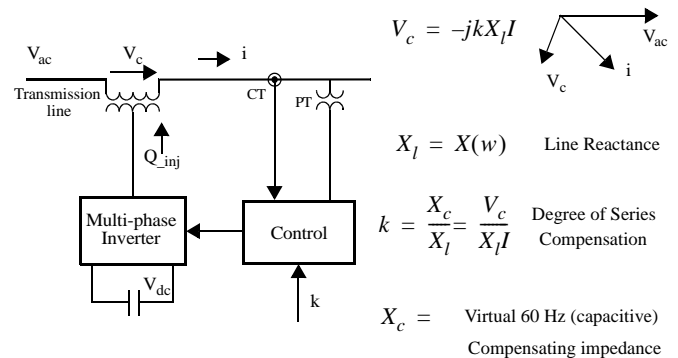 V_ac
V_c
i
Transmission
line
CT
PT
Q_inj
Multi-phase
Inverter
Control
V_dc
k
V_c = –jkX_lI
V_ac
V_c
i
X_l = X(w) Line Reactance
k = X_c/X_l = V_c/X_lI Degree of Series
Compensation
X_c = Virtual 60 Hz (capacitive)
Compensating impedance